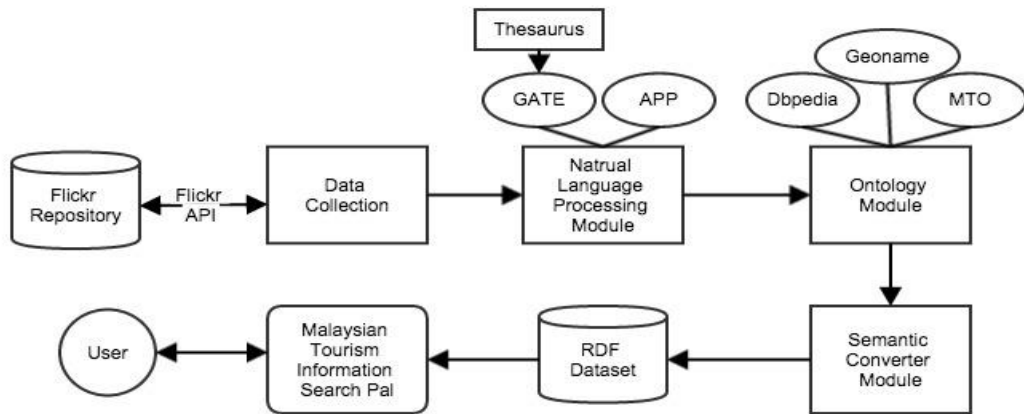 Thesaurus
GATE
APP
Geoname
Dbpedia
MTO
Flickr
Repository
Flickr
API
Data
Collection
Natrual
Language
Processing
Module
Ontology
Module
User
Malaysian
Tourism
Information
Search Pal
RDF
Dataset
Semantic
Converter
Module